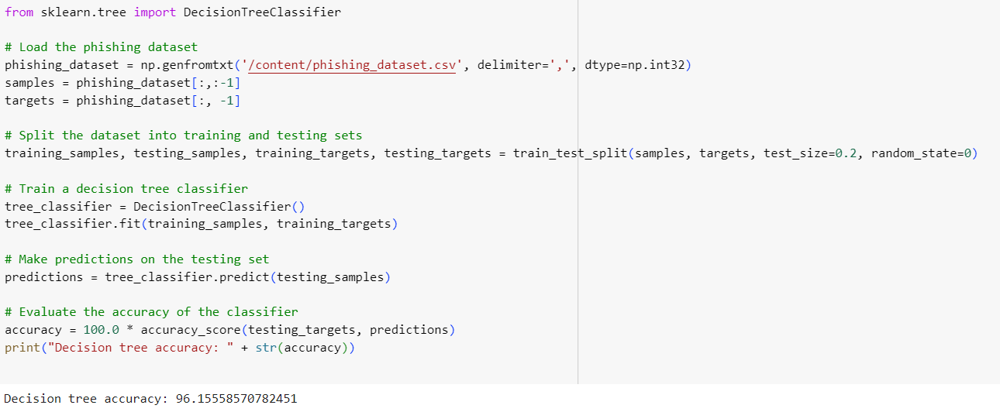 from sklearn.tree import DecisionTreeClassifier
# Load the phishing dataset
phishing_dataset = np.genfromtxt('/content/phishing_dataset.csv', delimiter=',', dtype=np.int32)
samples = phishing_dataset[:,:-1]
targets = phishing_dataset[:, -1]
# Split the dataset into training and testing sets
training_samples, testing_samples, training_targets, testing_targets = train_test_split(samples, targets, test_size=0.2, random_state=0)
# Train a decision tree classifier
tree_classifier = DecisionTreeClassifier()
tree_classifier.fit(training_samples, training_targets)
# Make predictions on the testing set
predictions = tree_classifier.predict(testing_samples)
# Evaluate the accuracy of the classifier
accuracy = 100.0 * accuracy_score(testing_targets, predictions)
print("Decision tree accuracy: " + str(accuracy))
Decision tree accuracy: 96.15558570782451